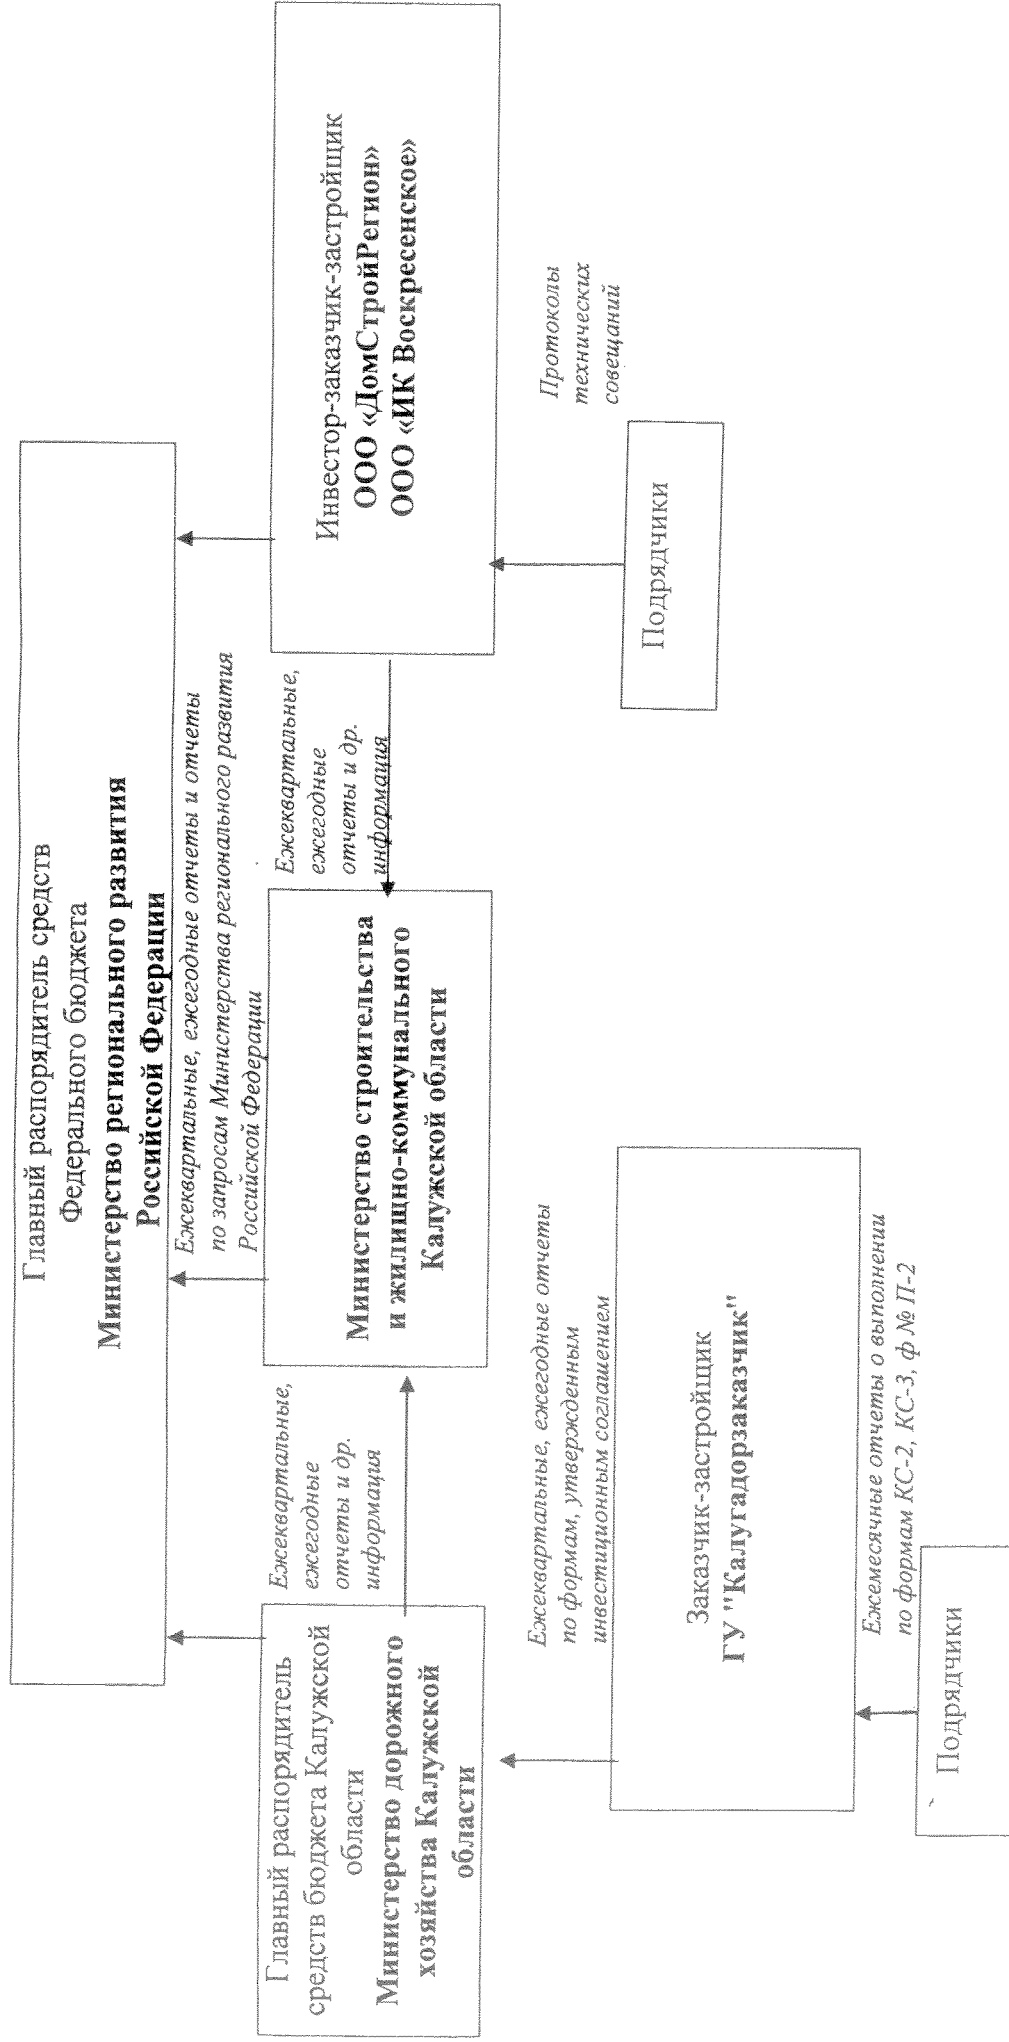 Главный распорядитель средств
Федерального бюджета
Министерство регионального развития
Российской Федерации
Ежеквартальные, ежегодные отчеты и отчеты
по запросам Министерства регионального развития
Российской Федерации
Главный распорядитель
средств бюджета Калужской
области
Министерство дорожного
хозяйства Калужской
области
Ежеквартальные,
ежегодные
отчеты и др.
информация
Министерство строительства
и жилищно-коммунального
Калужской области
Ежеквартальные,
ежегодные
отчеты и др.
информация
Инвестор-заказчик-застройщик
ООО «ДомСтройРегион»
ООО «ИК Воскресенское»
Ежеквартальные, ежегодные отчеты
по формам, утвержденным
инвестиционным соглашением
Протоколы
технических
совещаний
Заказчик-застройщик
ГУ "Калугадорзаказчик"
Подрядчики
Ежемесячные отчеты о выполнении
по формам КС-2, КС-3, ф № П-2
Подрядчики